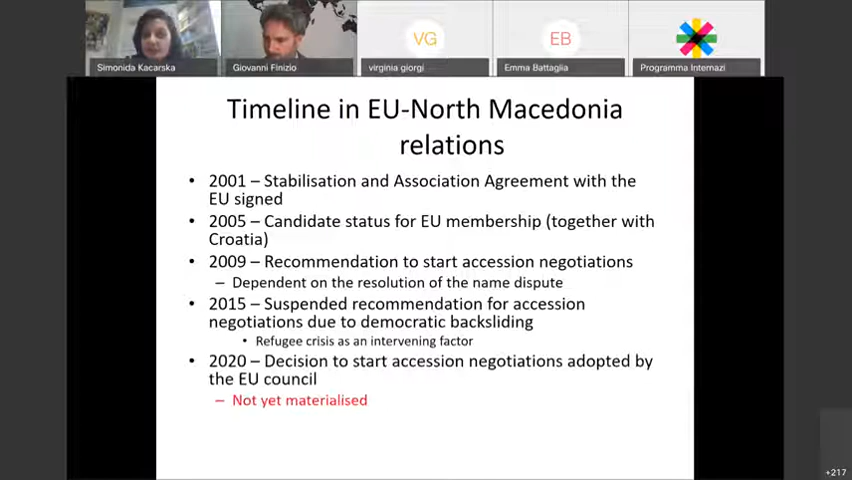 Simonida Kacarska
Giovanni Finizio
VG
virginia giorgi
EB
Emma Battaglia
Programma Internazi
Timeline in EU-North Macedonia
relations
• 2001 – Stabilisation and Association Agreement with the
EU signed
• 2005 – Candidate status for EU membership (together with
Croatia)
• 2009 – Recommendation to start accession negotiations
– Dependent on the resolution of the name dispute
• 2015 – Suspended recommendation for accession
negotiations due to democratic backsliding
• Refugee crisis as an intervening factor
• 2020 – Decision to start accession negotiations adopted by
the EU council
– Not yet materialised
+217